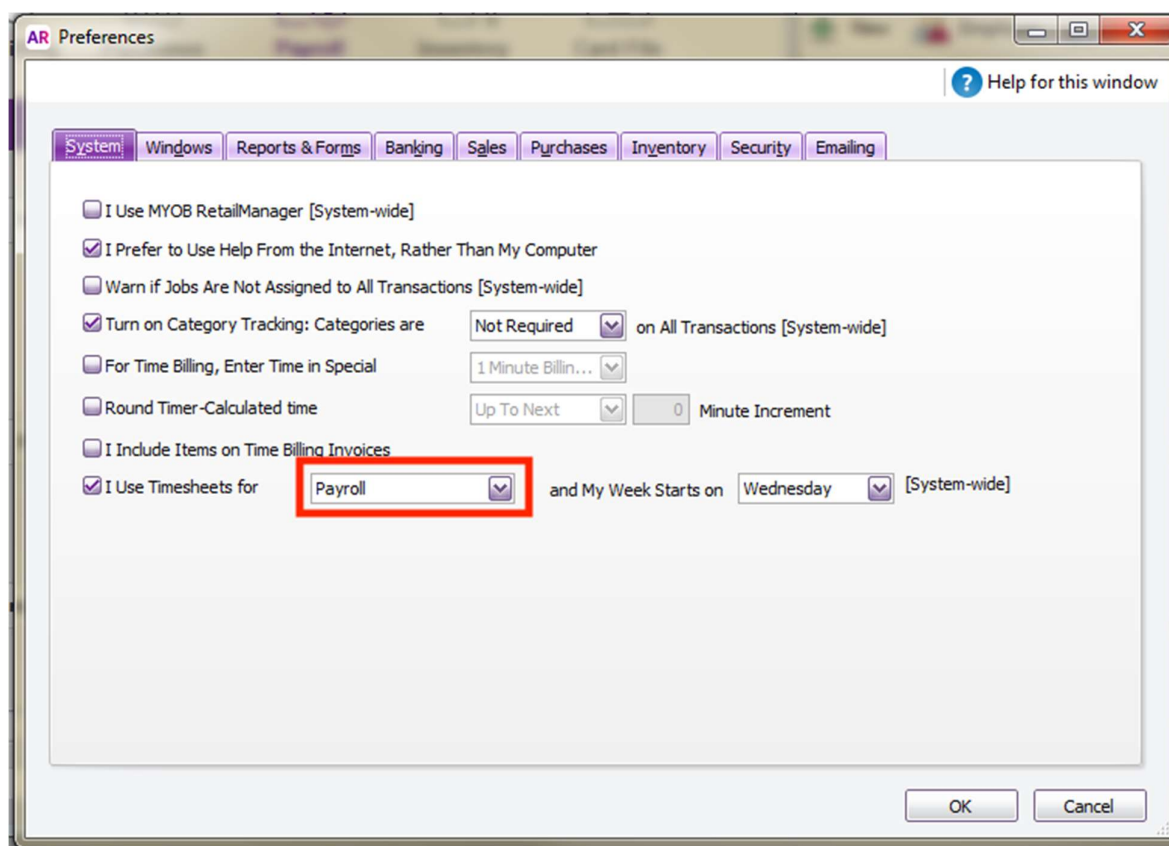 Payroll
AR Preferences
Help for this window
System Windows Reports & Forms Banking Sales Purchases Inventory Security Emailing
I Use MYOB RetailManager [System-wide]
I Prefer to Use Help From the Internet, Rather Than My Computer
Warn if Jobs Are Not Assigned to All Transactions [System-wide]
Turn on Category Tracking: Categories are Not Required on All Transactions [System-wide]
For Time Billing, Enter Time in Special 1 Minute Billin...
Round Timer-Calculated time Up To Next 0 Minute Increment
I Include Items on Time Billing Invoices
I Use Timesheets for Payroll and My Week Starts on Wednesday [System-wide]
OK Cancel